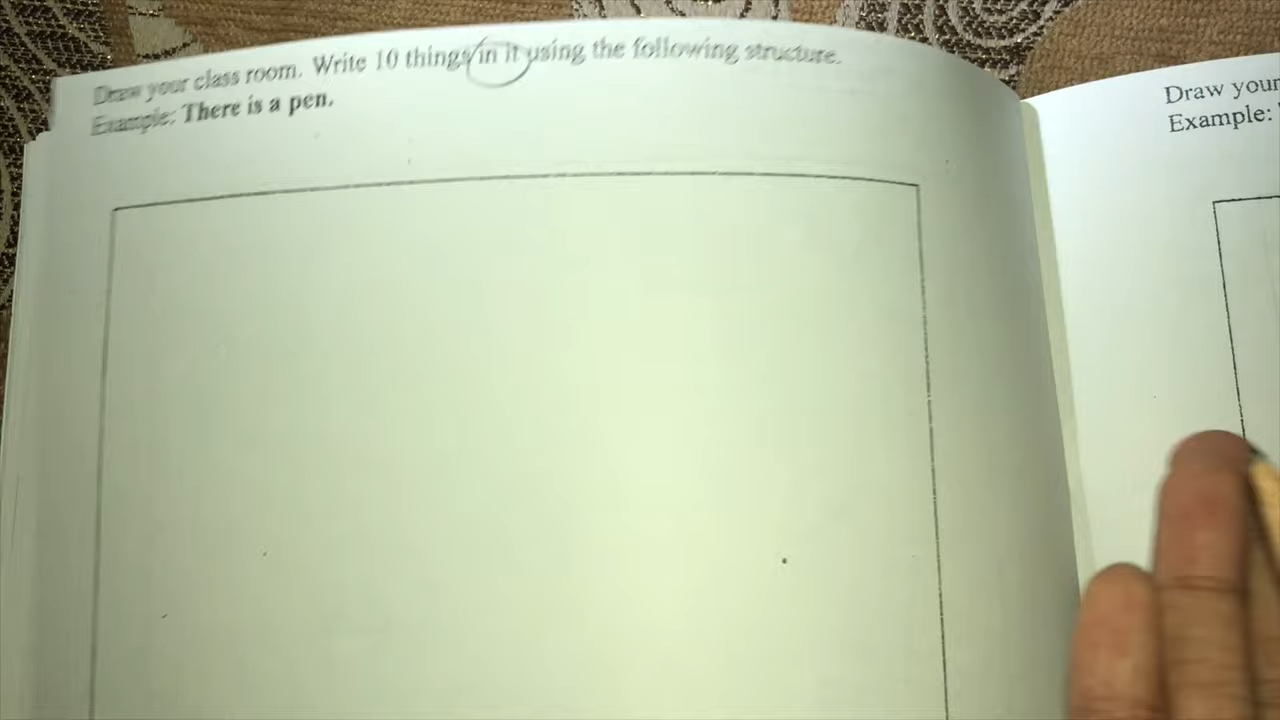 Draw your class room. Write 10 things in it using the following structure.
Example: There is a pen.
Draw your
Example: